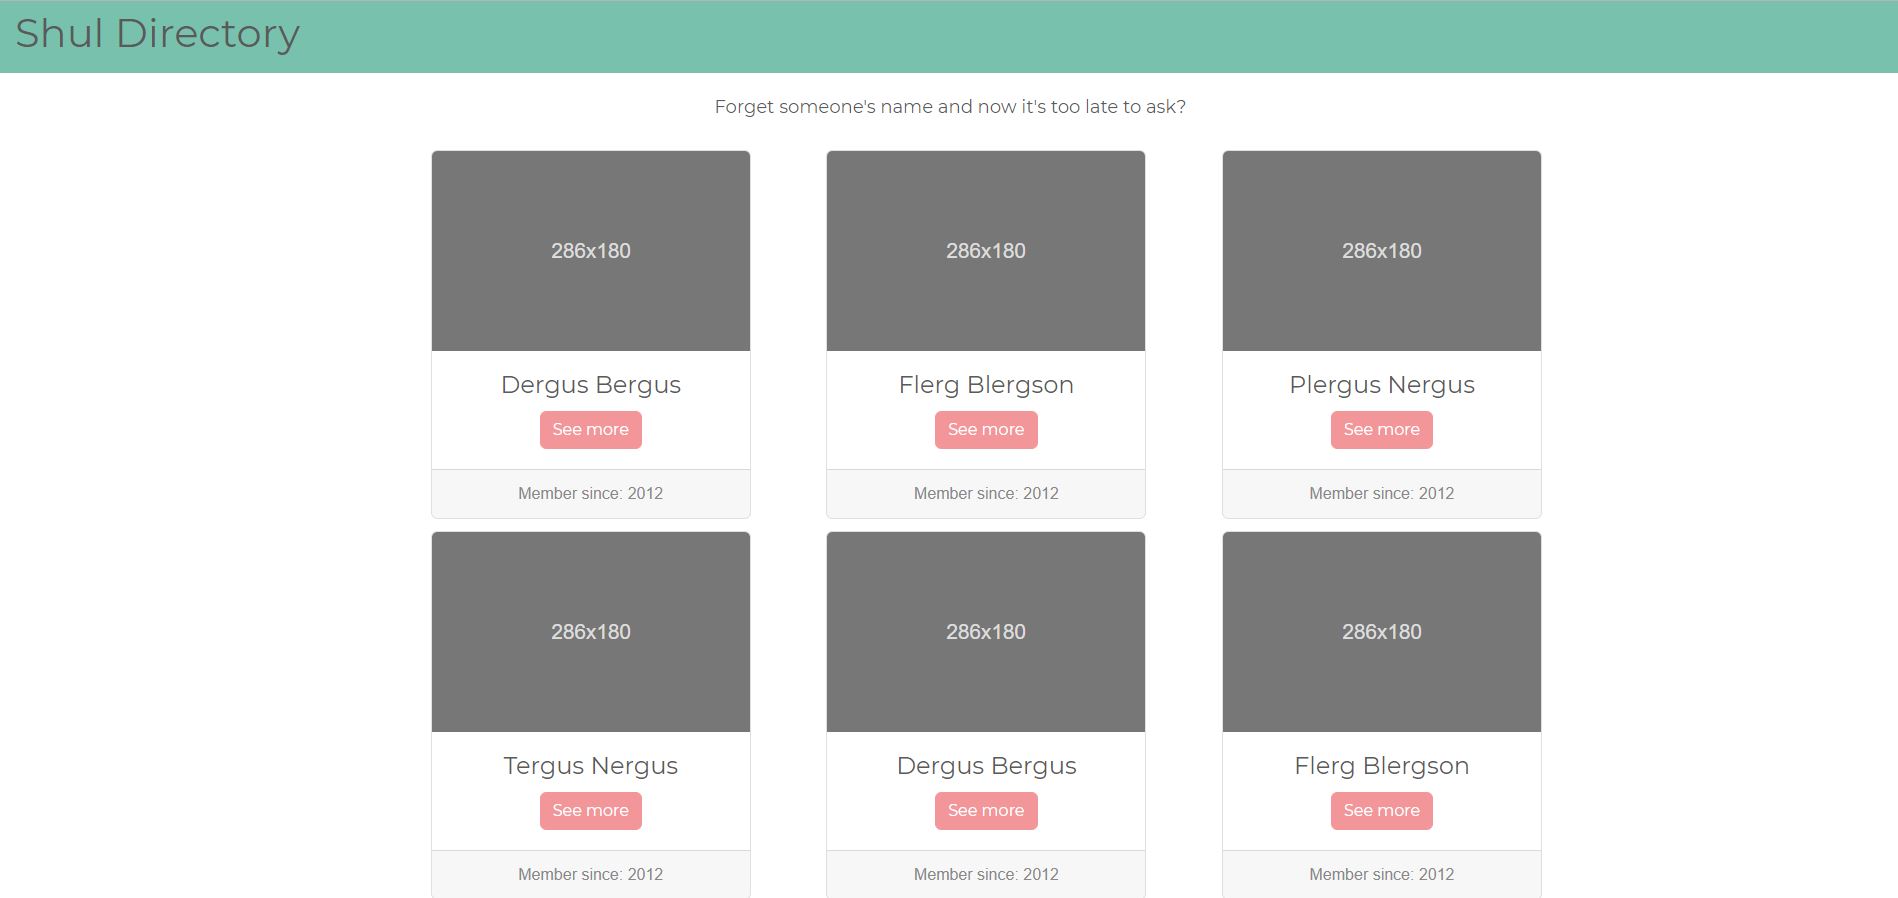 Shul Directory
Forget someone's name and now it's too late to ask?
286x180
286x180
286x180
Dergus Bergus
Flerg Blergson
Plergus Nergus
See more
See more
See more
Member since: 2012
Member since: 2012
Member since: 2012
286x180
286x180
286x180
Tergus Nergus
Dergus Bergus
Flerg Blergson
See more
See more
See more
Member since: 2012
Member since: 2012
Member since: 2012